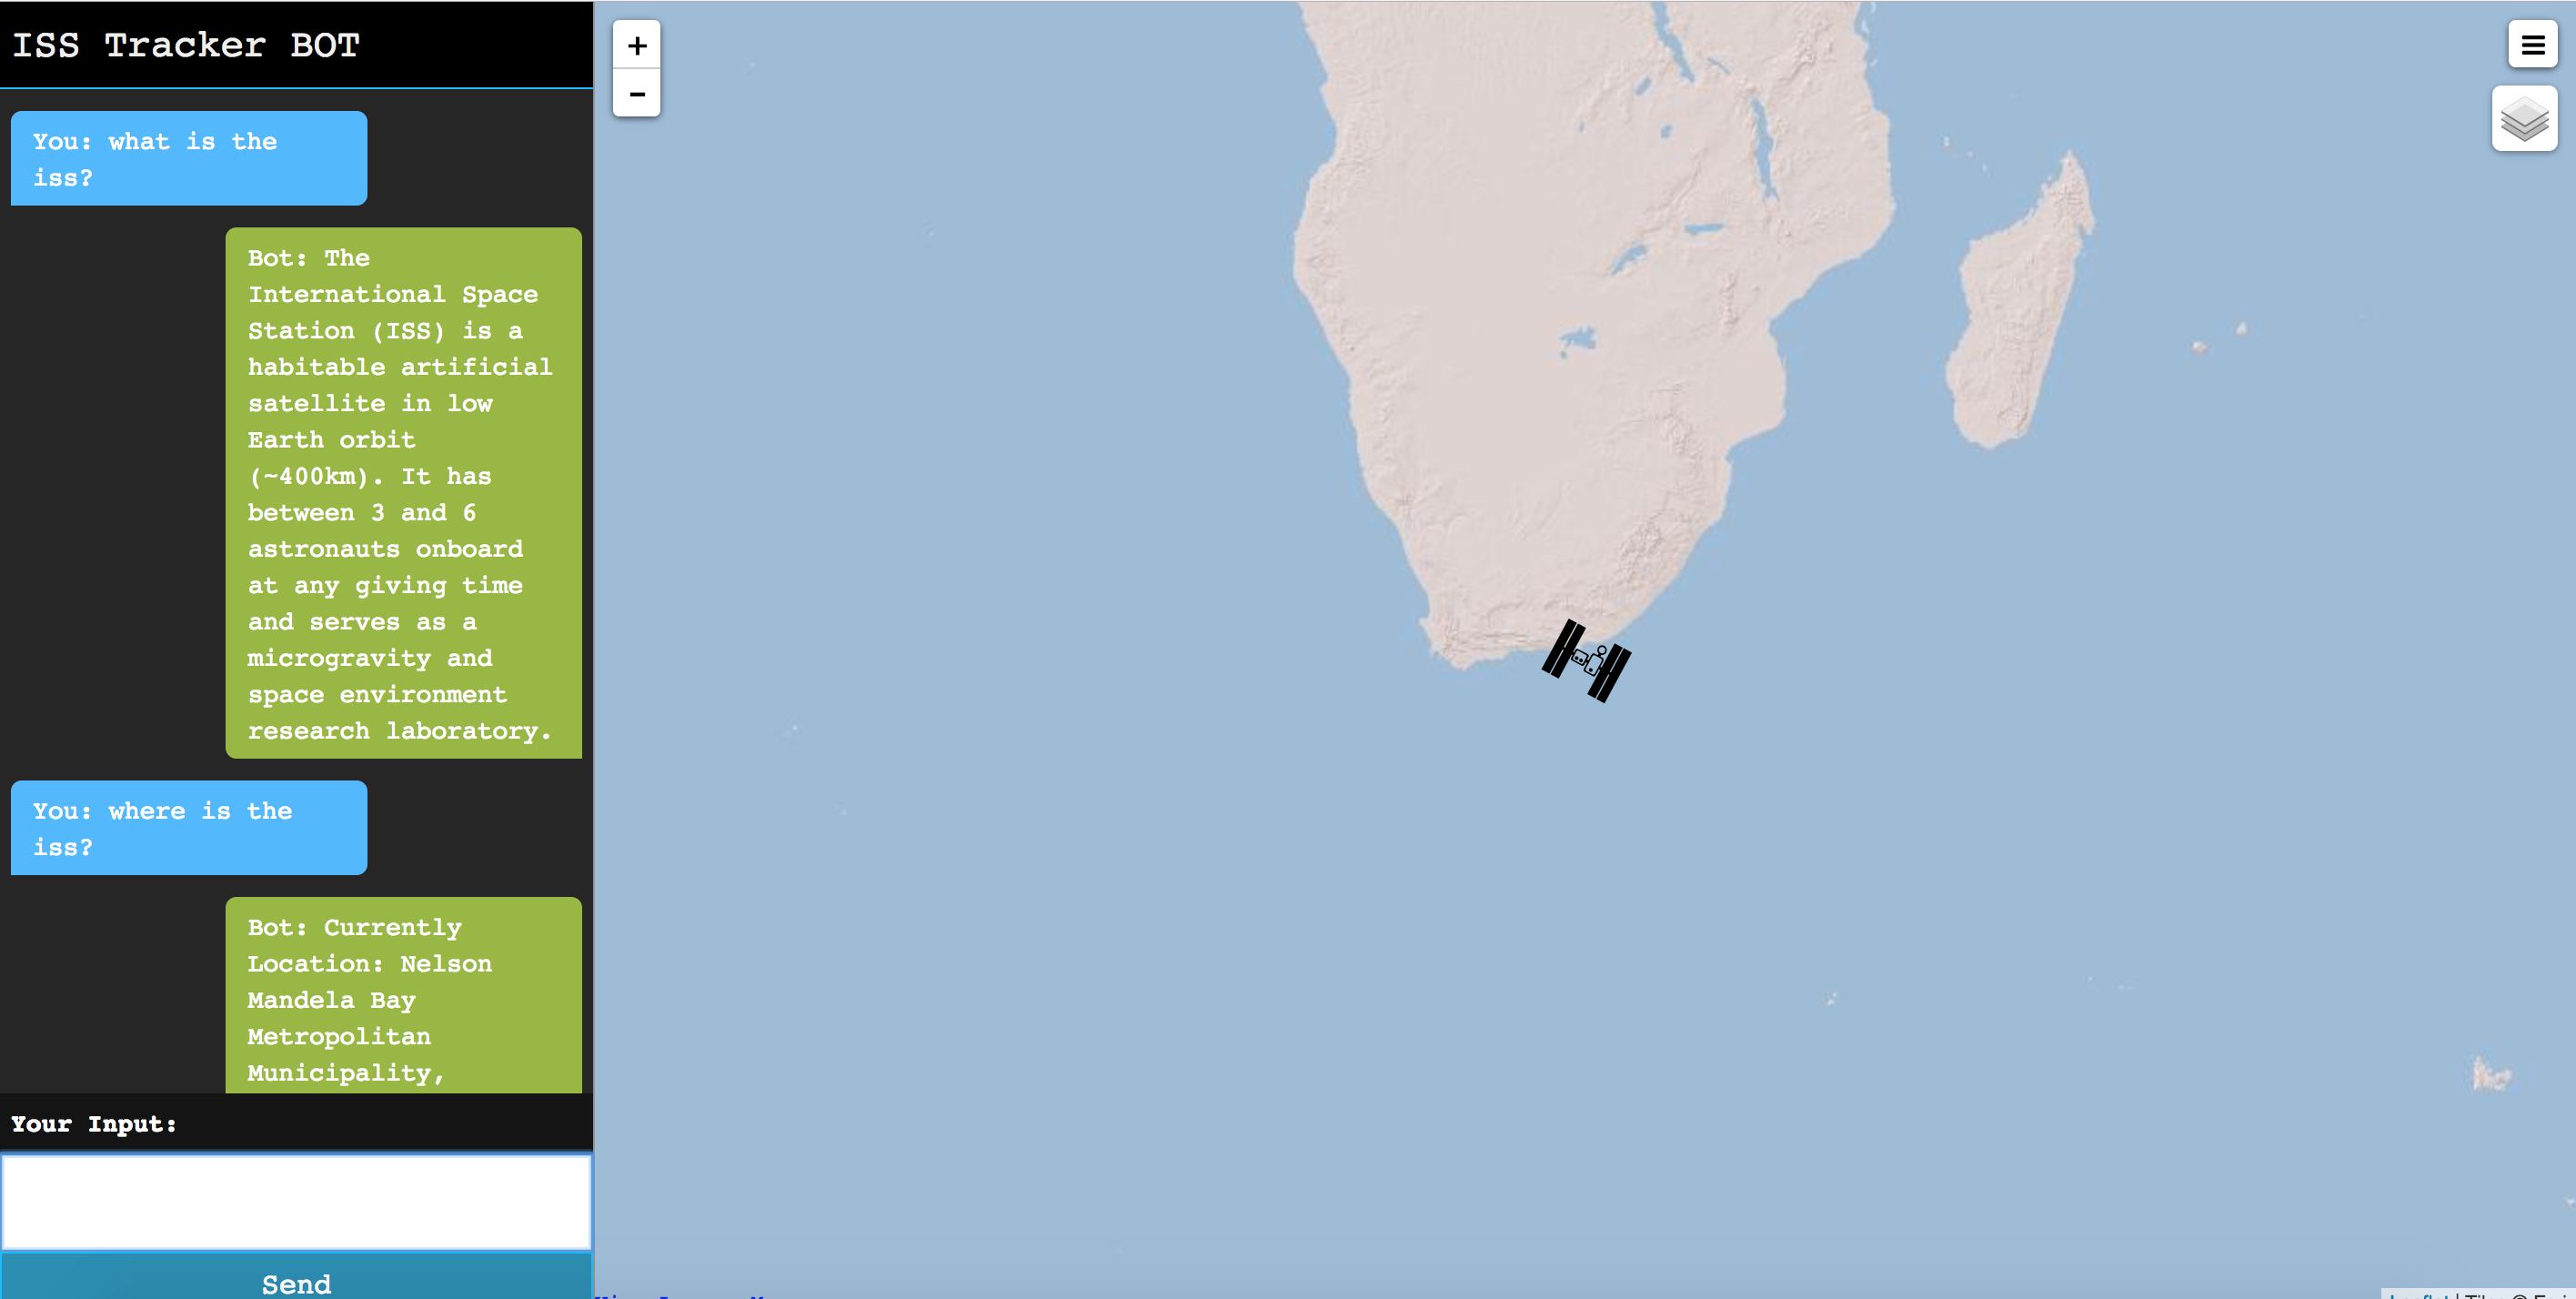 ISS Tracker BOT
You: what is the
iss?
Bot: The
International Space
Station (ISS) is a
habitable artificial
satellite in low
Earth orbit
(~400km). It has
between 3 and 6
astronauts onboard
at any giving time
and serves as a
microgravity and
space environment
research laboratory.
You: where is the
iss?
Bot: Currently
Location: Nelson
Mandela Bay
Metropolitan
Municipality,
Your Input:
Send
+
-
Leaflet | Tiles © Esri